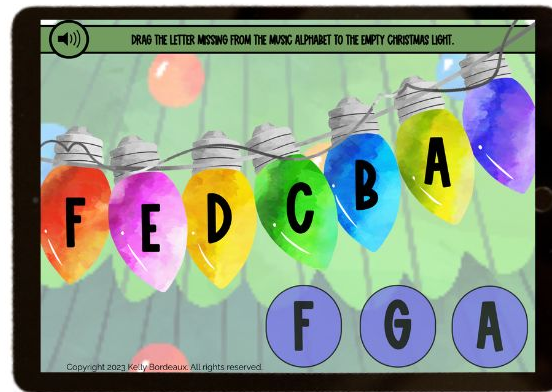 DRAG THE LETTER MISSING FROM THE MUSIC ALPHABET TO THE EMPTY CHRISTMAS LIGHT.
F E D C B A
F G A
Copyright 2023 Kelly Bordeaux. All rights reserved.